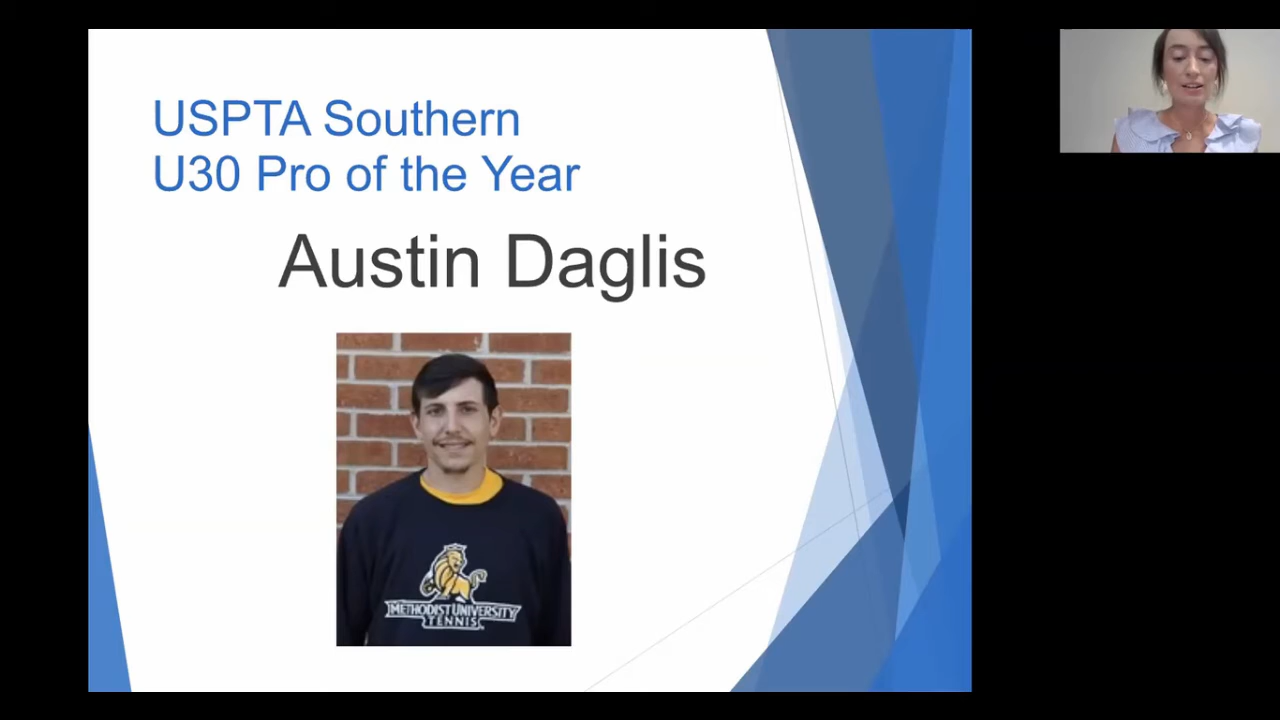 USPTA Southern
U30 Pro of the Year
Austin Daglis
METHODIST UNIVERSITY
TENNIS